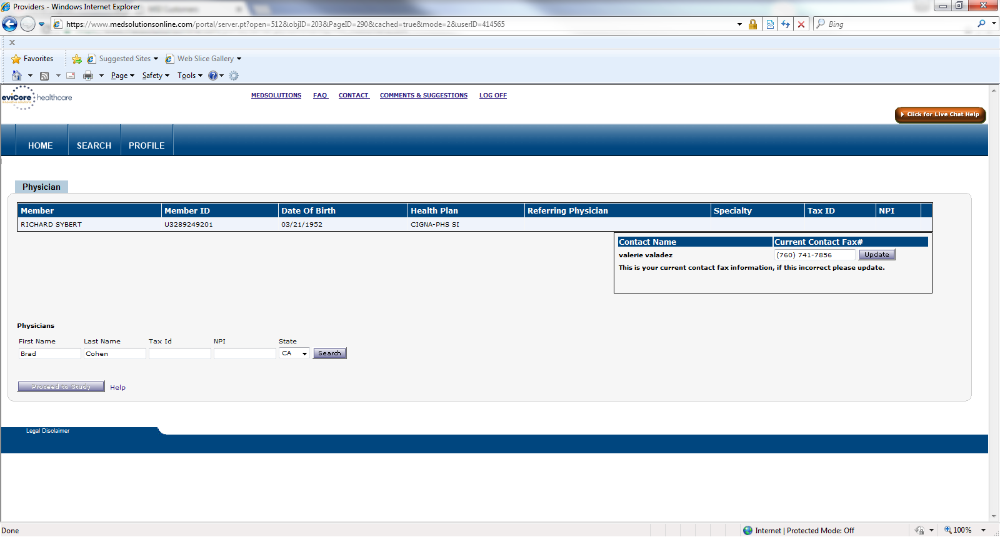 Providers - Windows Internet Explorer
https://www.medsolutionsonline.com/portal/server.pt?open=512&objID=203&PageID=290&cached=true&mode=2&userID=414565
Bing
x
Favorites Suggested Sites Web Slice Gallery
Page Safety Tools
eviCore healthcare
MEDSOLUTIONS FAQ CONTACT COMMENTS & SUGGESTIONS LOG OFF
Click for Live Chat Help
HOME SEARCH PROFILE
Physician
Member Member ID Date Of Birth Health Plan Referring Physician Specialty Tax ID NPI
RICHARD SYBERT U3289249201 03/21/1952 CIGNA-PHS SI
Contact Name Current Contact Fax#
valerie valadez (760) 741-7856 Update
This is your current contact fax information, if this incorrect please update.
Physicians
First Name Last Name Tax Id NPI State
Brad Cohen CA Search
Proceed to Study Help
Legal Disclaimer
Done Internet | Protected Mode: Off 100%